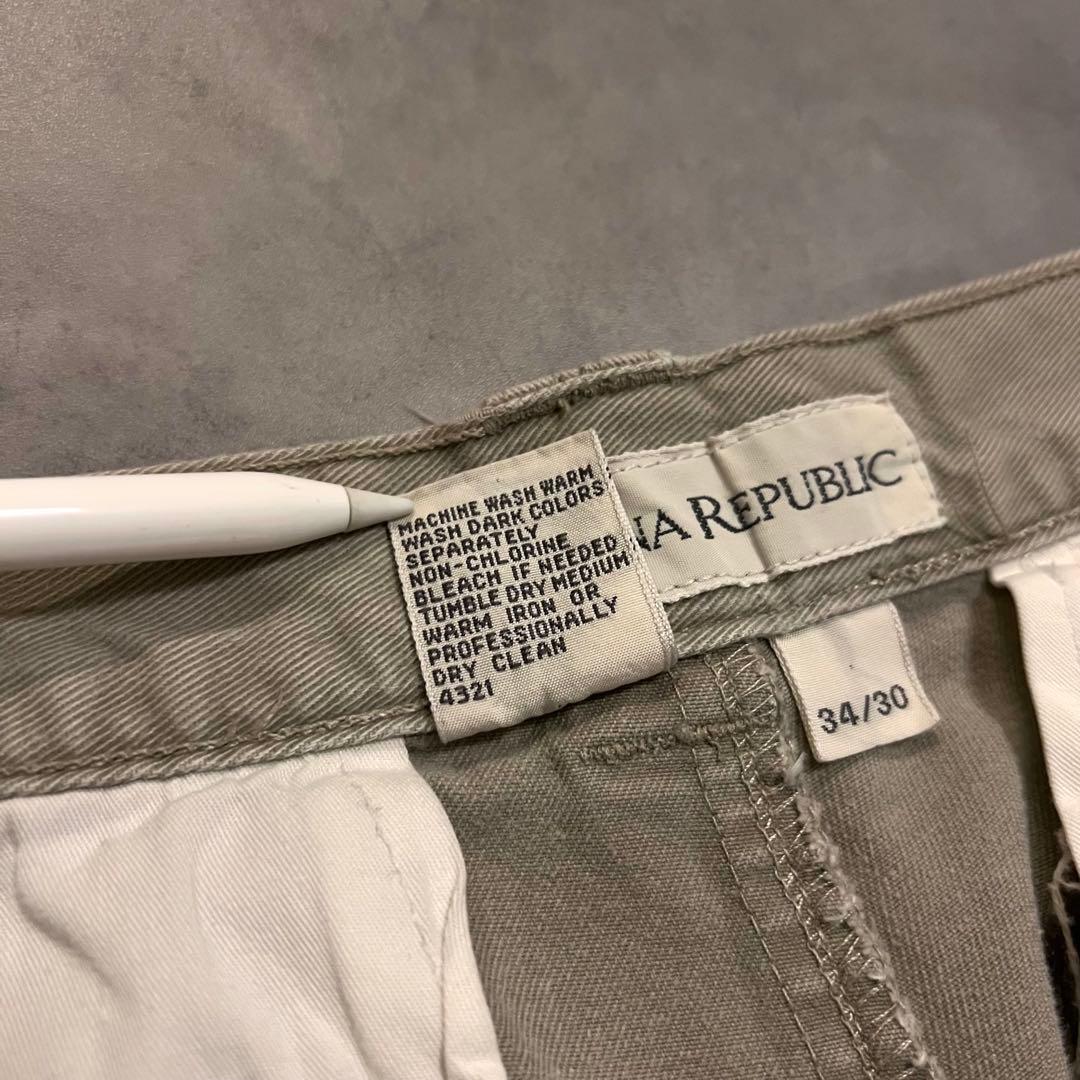 MACHINE WASH WARM
WASH DARK COLORS
SEPARATELY
NON-CHLORINE
BLEACH IF NEEDED
TUMBLE DRY MEDIUM
WARM IRON OR
PROFESSIONALLY
DRY CLEAN
4321
NA REPUBLIC
34/30